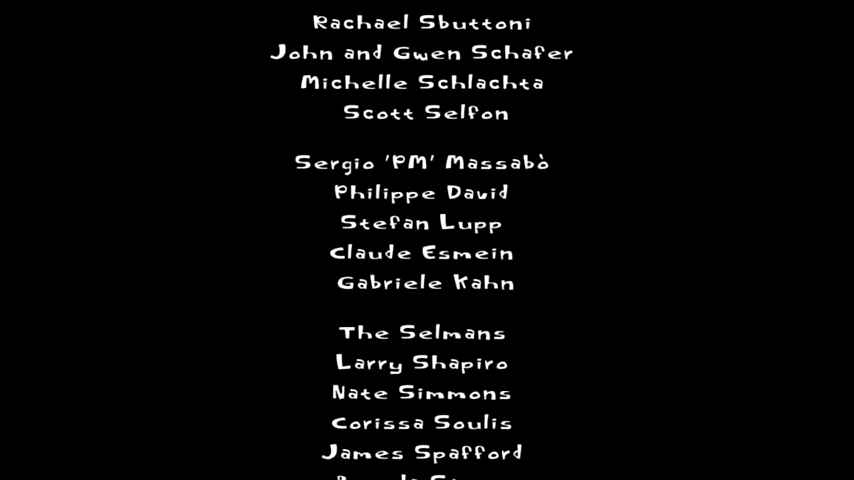 Rachael Sbuttoni
John and Gwen Schafer
Michelle Schlachta
Scott Selfon
Sergio 'PM' Massabò
Philippe David
Stefan Lupp
Claude Esmein
Gabriele Kahn
The Selmans
Larry Shapiro
Nate Simmons
Corissa Soulis
James Spafford